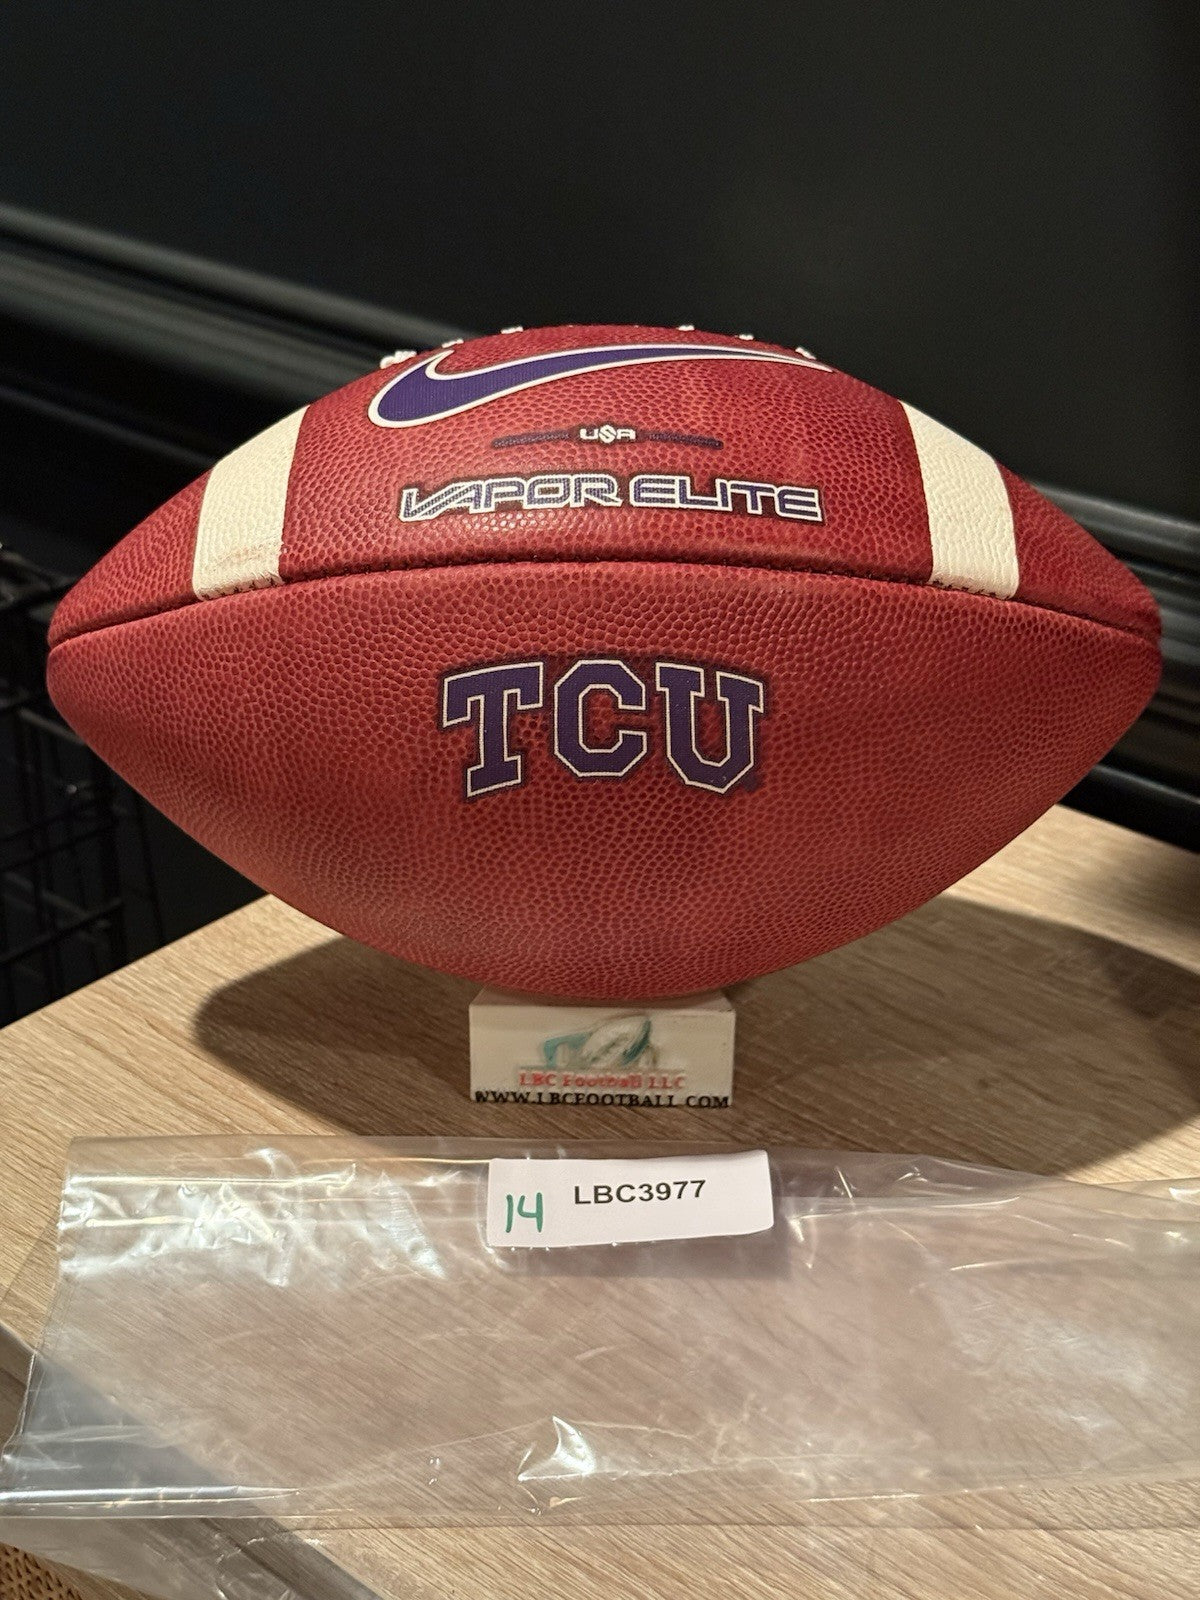 USA
VAPOR ELITE
TCU
LBC Football LLC
WWW.LBCFOOTBALL.COM
14 LBC3977